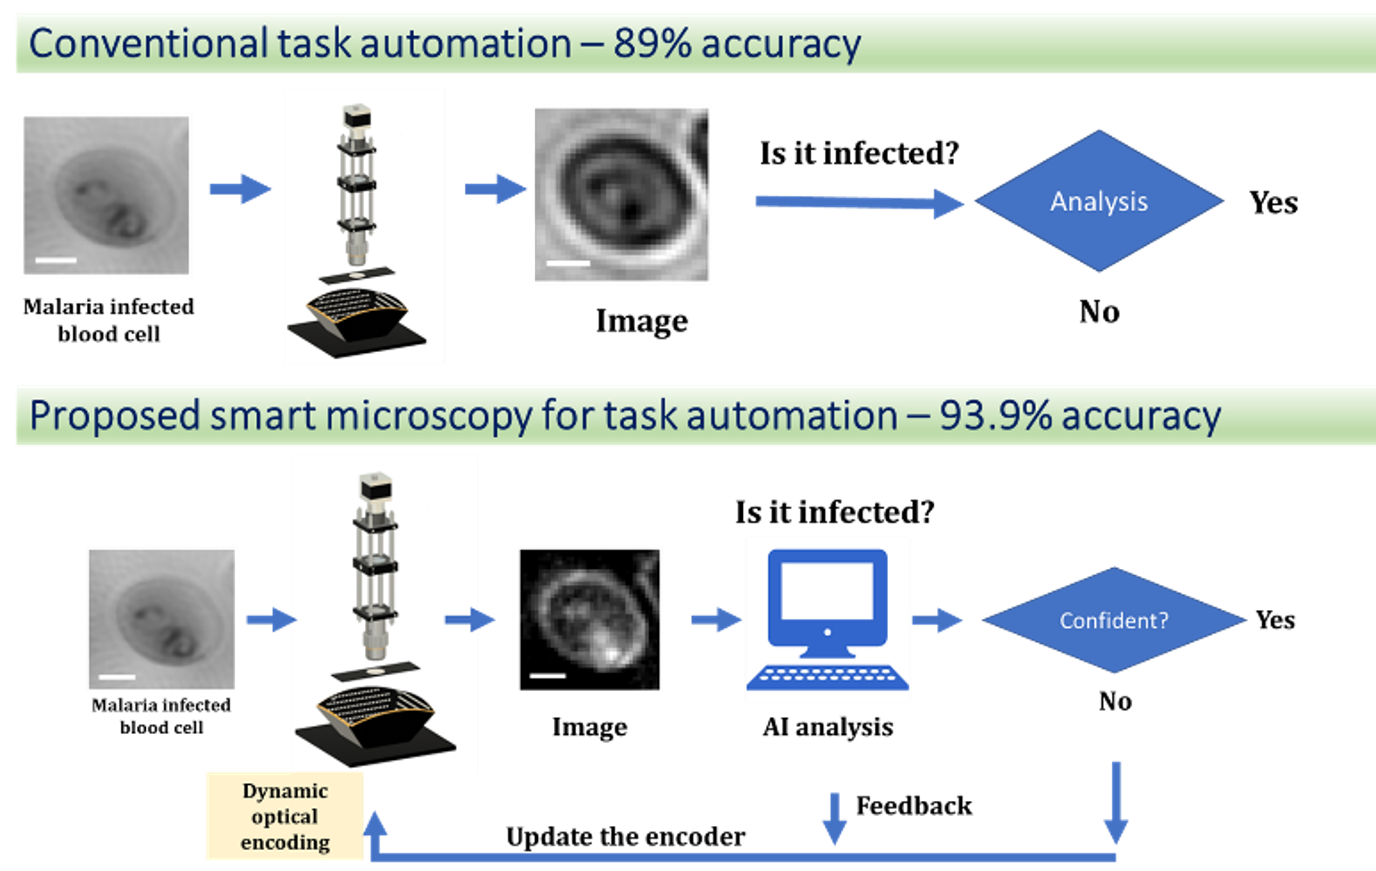 Conventional task automation – 89% accuracy
Is it infected?
Analysis
Yes
Malaria infected
blood cell
Image
No
Proposed smart microscopy for task automation – 93.9% accuracy
Is it infected?
Confident?
Yes
Malaria infected
blood cell
Image
AI analysis
No
Dynamic
optical
encoding
Feedback
Update the encoder